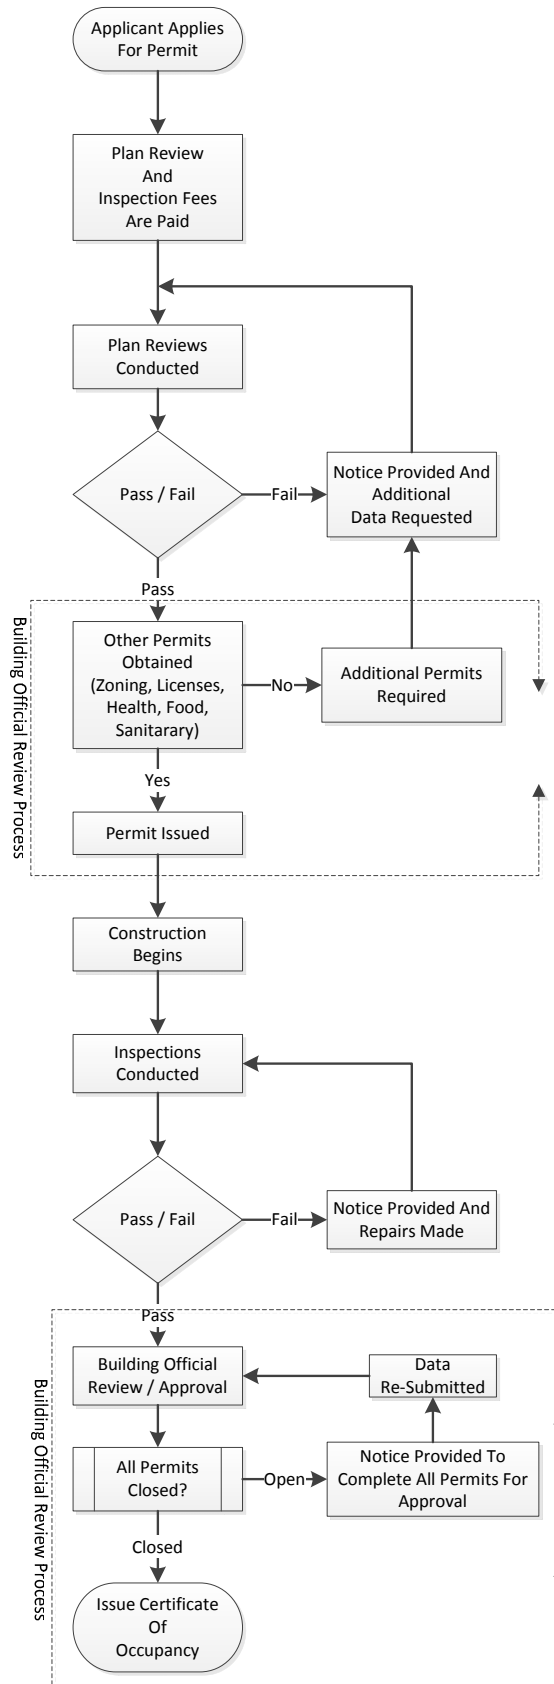 Applicant Applies
For Permit
Plan Review
And
Inspection Fees
Are Paid
Plan Reviews
Conducted
Pass / Fail
Fail
Notice Provided And
Additional
Data Requested
Pass
Building Official Review Process
Other Permits
Obtained
(Zoning, Licenses,
Health, Food,
Sanitarary)
No
Additional Permits
Required
Yes
Permit Issued
Construction
Begins
Inspections
Conducted
Pass / Fail
Fail
Notice Provided And
Repairs Made
Pass
Building Official Review Process
Building Official
Review / Approval
Data
Re-Submitted
All Permits
Closed?
Open
Notice Provided To
Complete All Permits For
Approval
Closed
Issue Certificate
Of
Occupancy